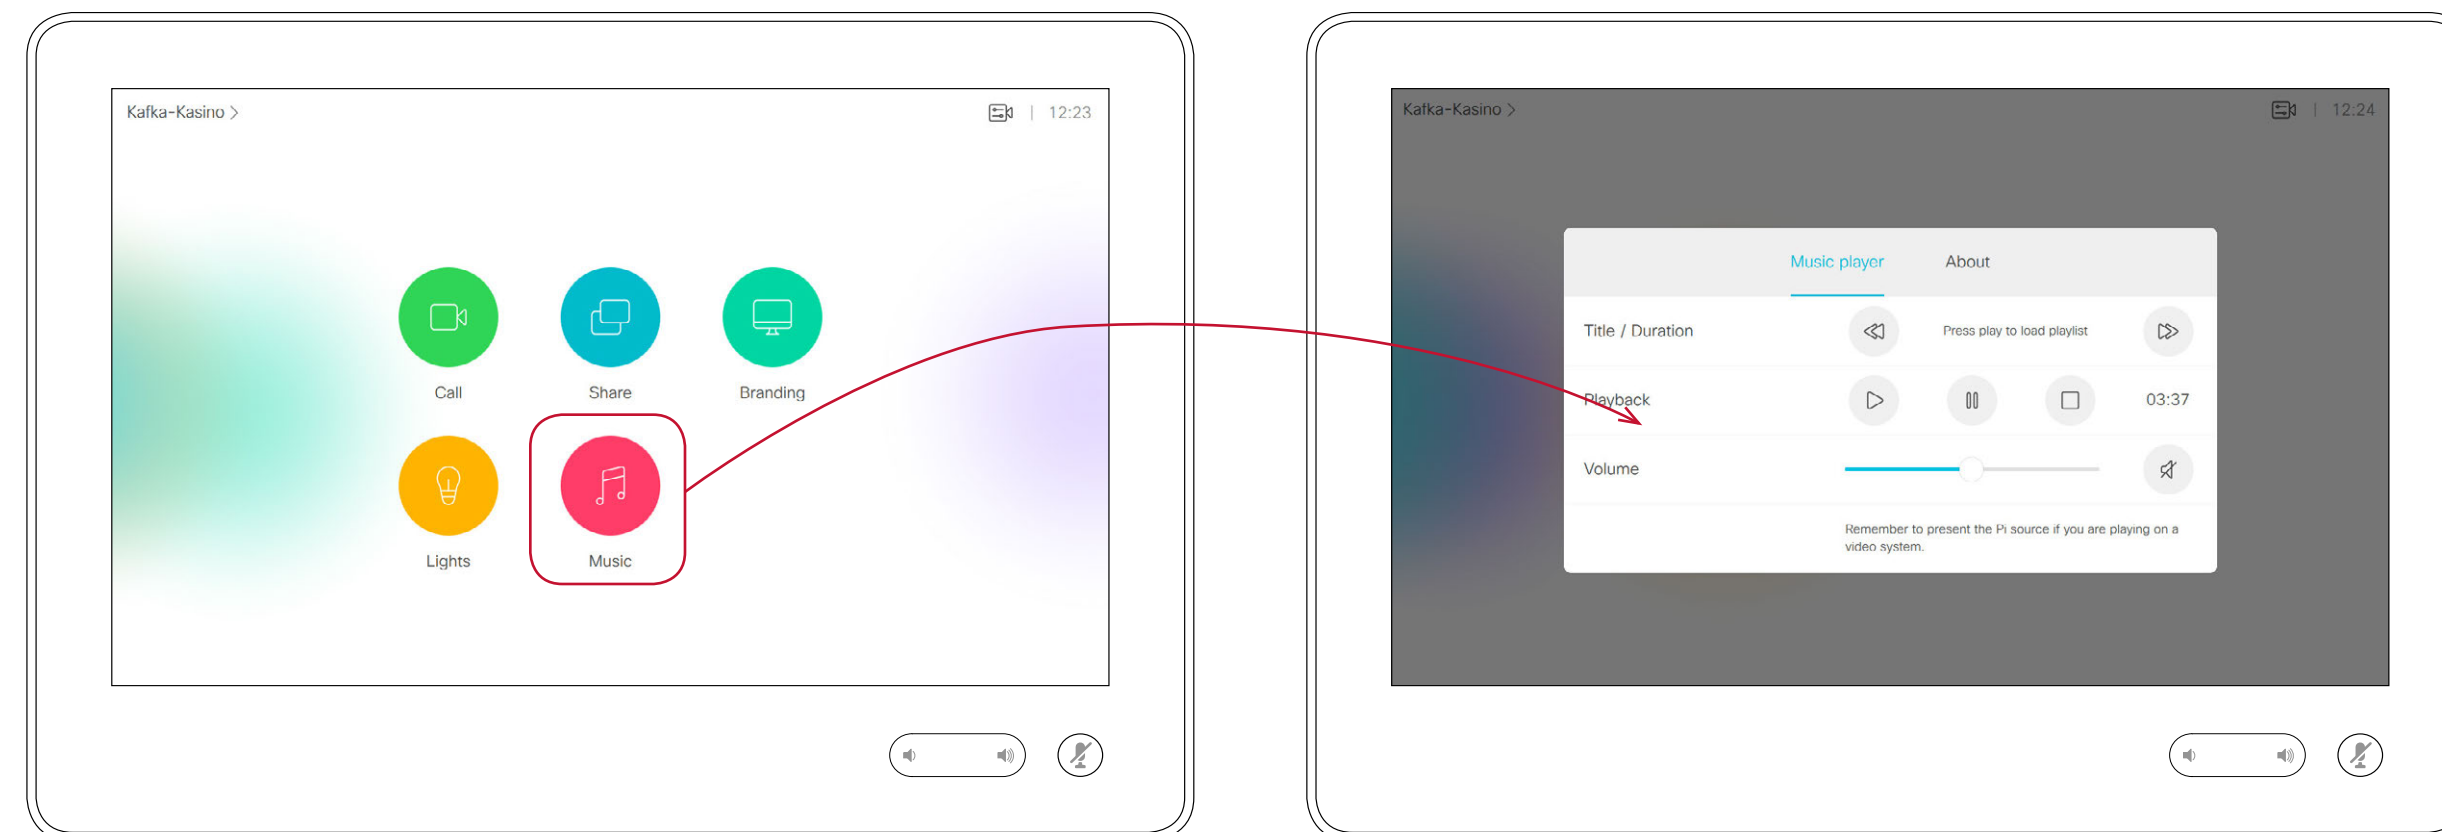 Kafka-Kasino >
| 12:23
Call
Share
Branding
Lights
Music
Kafka-Kasino >
| 12:24
Music player
About
Title / Duration
Press play to load playlist
Playback
03:37
Volume
Remember to present the Pi source if you are playing on a
video system.